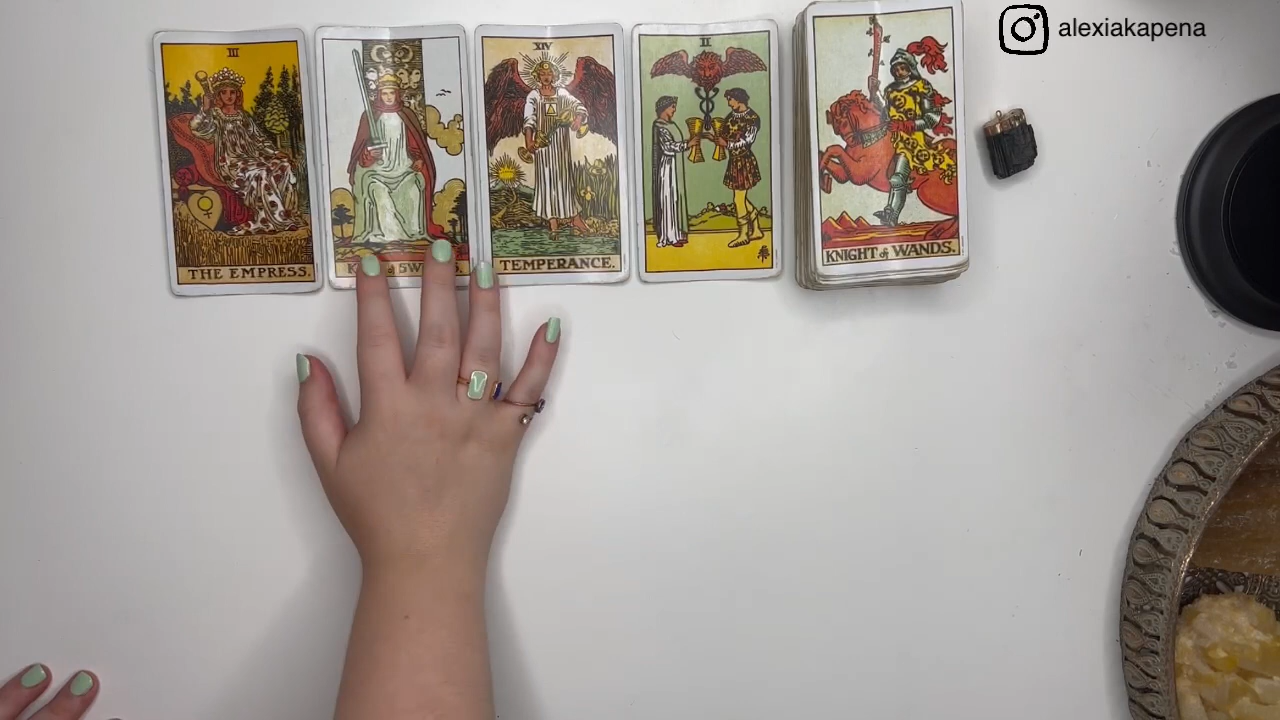 alexiakapena
III
XIV
II
THE EMPRESS.
TEMPERANCE.
KNIGHT of WANDS.